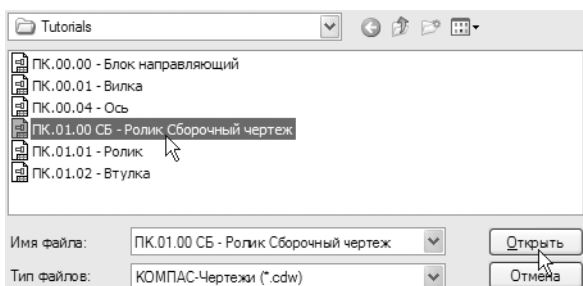 Tutorials
ПК.00.00 - Блок направляющий
ПК.00.01 - Вилка
ПК.00.04 - Ось
ПК.01.00 СБ - Ролик Сборочный чертеж
ПК.01.01 - Ролик
ПК.01.02 - Втулка
Имя файла: ПК.01.00 СБ - Ролик Сборочный чертеж Открыть
Тип файлов: КОМПАС-Чертежи (*.cdw) Отмена